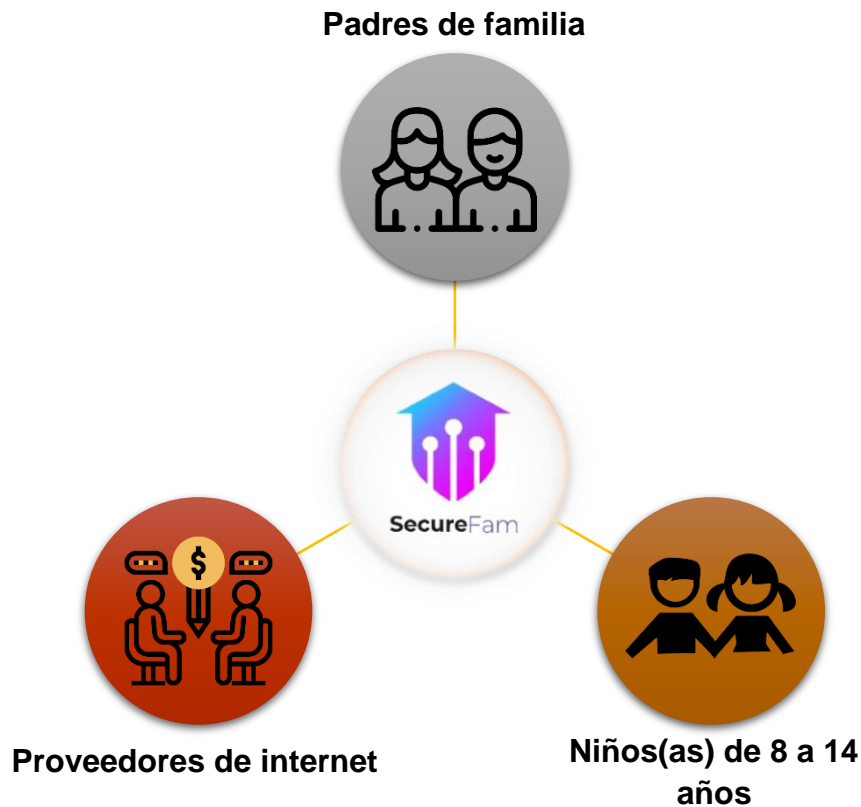 Padres de familia
$
SecureFam
Proveedores de internet
Niños(as) de 8 a 14
años